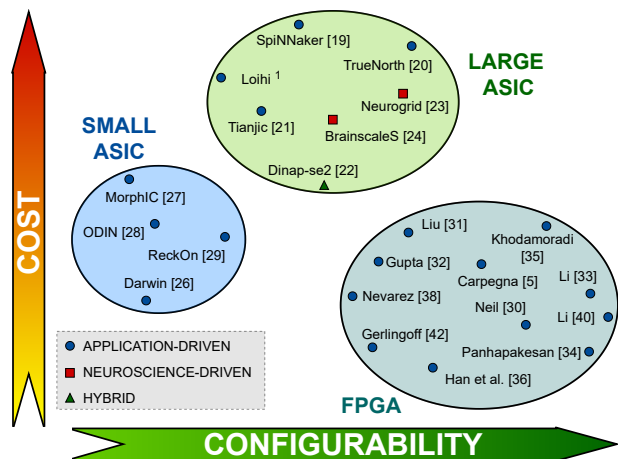 SpiNNaker [19]
TrueNorth [20]
LARGE
ASIC
Loihi 1
Neurogrid [23]
Tianjic [21]
BrainscaleS [24]
Dinap-se2 [22]
SMALL
ASIC
MorphIC [27]
ODIN [28]
ReckOn [29]
Darwin [26]
Liu [31]
Khodamoradi
[35]
Gupta [32]
Carpegna [5]
Li [33]
Nevarez [38]
Neil [30]
Li [40]
Gerlingoff [42]
Panhapakesan [34]
Han et al. [36]
FPGA
COST
APPLICATION-DRIVEN
NEUROSCIENCE-DRIVEN
HYBRID
CONFIGURABILITY